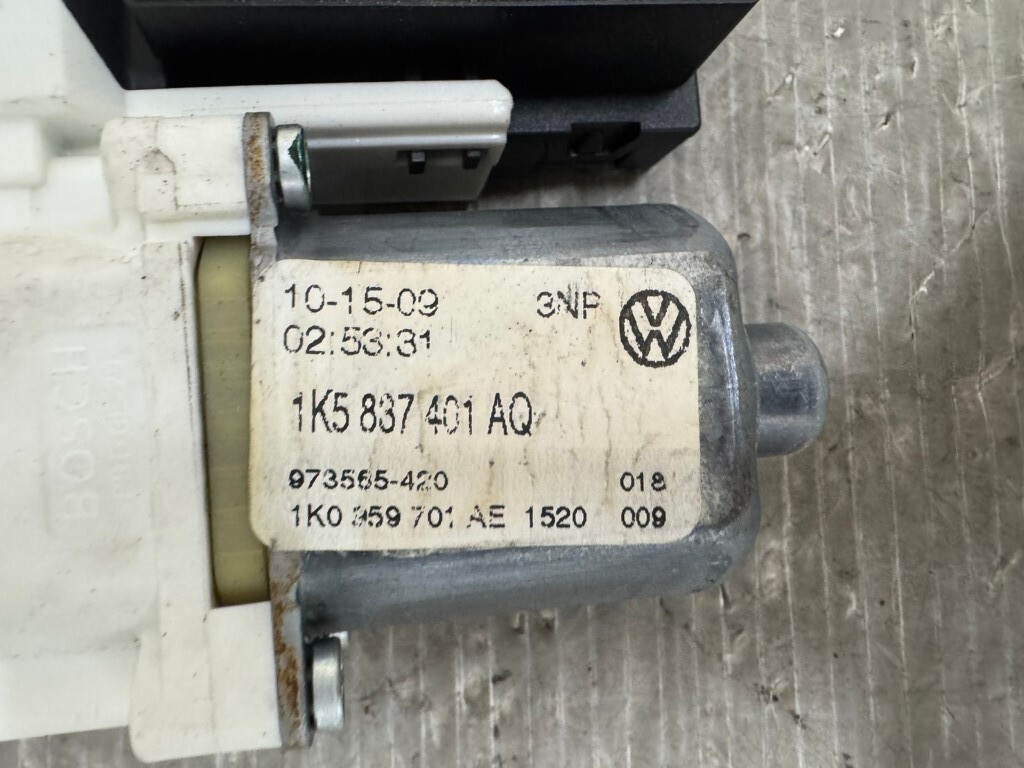 10-15-09 3NP
02:53:31
1K5 837 401 AQ
973565-420 018
1K0 959 701 AE 1520 009
BOSCH